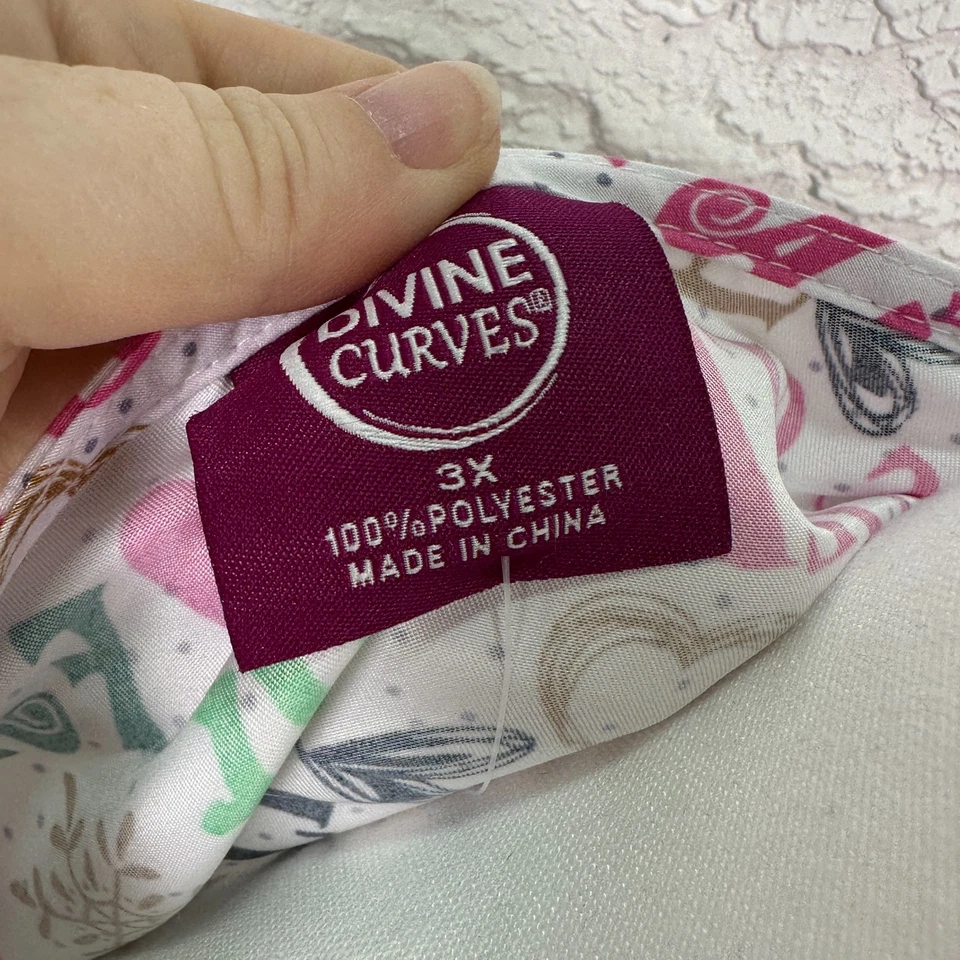 DIVINE
CURVES®
3X
100%POLYESTER
MADE IN CHINA